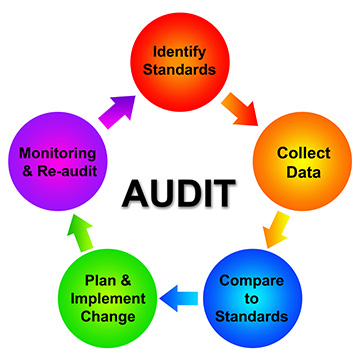 Identify
Standards
Collect
Data
Compare
to
Standards
Plan &
Implement
Change
Monitoring
& Re-audit
AUDIT